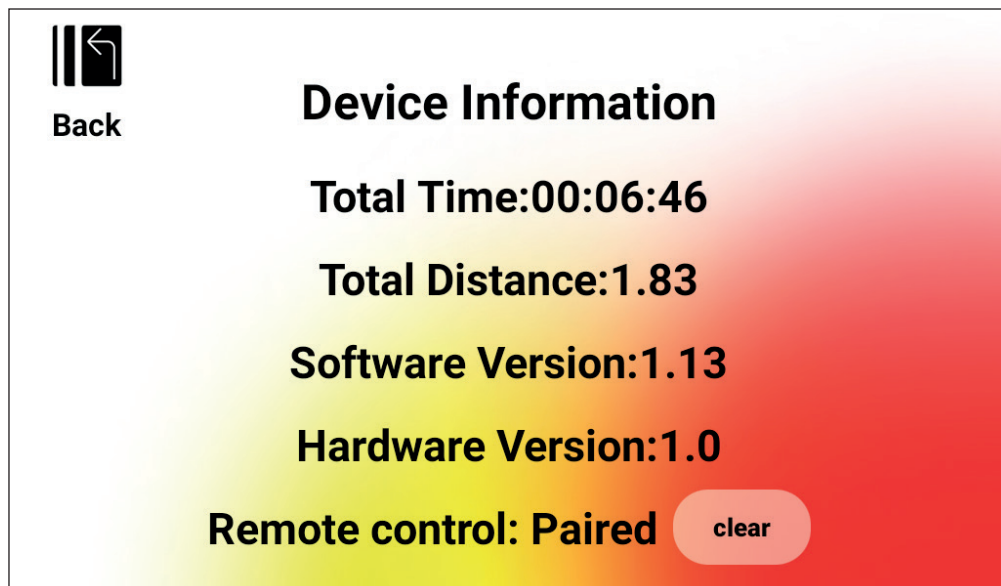 Back
Device Information
Total Time:00:06:46
Total Distance:1.83
Software Version:1.13
Hardware Version:1.0
Remote control: Paired clear